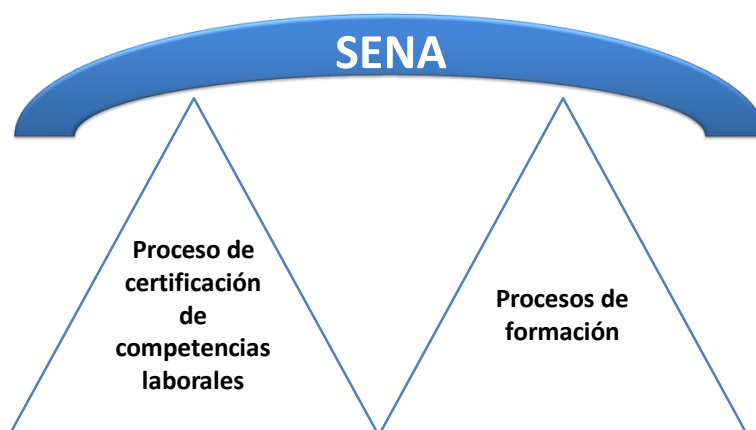 SENA
Proceso de
certificación
de
competencias
laborales
Procesos de
formación